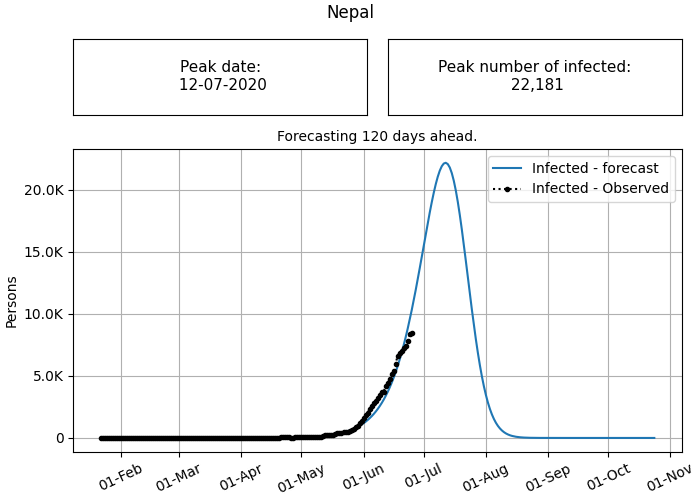 Nepal
Peak date:
12-07-2020
Peak number of infected:
22,181
Forecasting 120 days ahead.
Infected - forecast
Infected - Observed
Persons
20.0K
15.0K
10.0K
5.0K
0
01-Feb
01-Mar
01-Apr
01-May
01-Jun
01-Jul
01-Aug
01-Sep
01-Oct
01-Nov